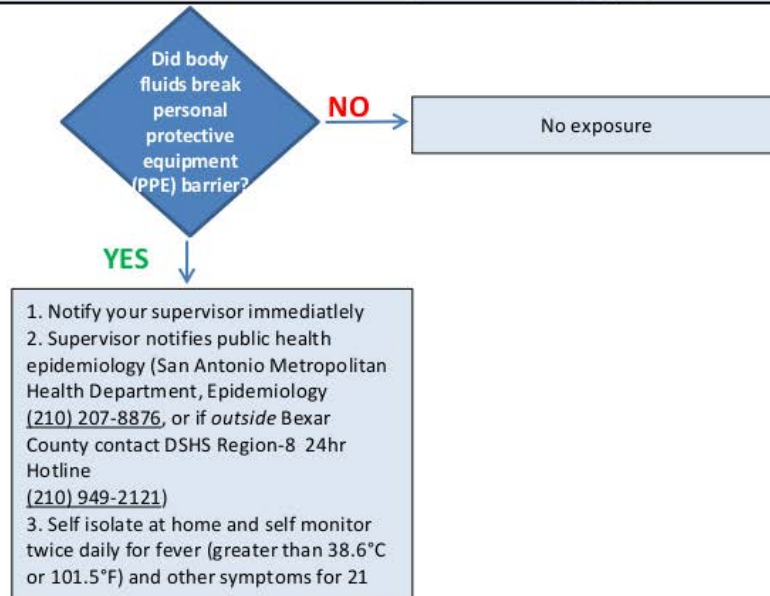 Did body
fluids break
personal
protective
equipment
(PPE) barrier?
NO
No exposure
YES
1. Notify your supervisor immediatlely
2. Supervisor notifies public health
epidemiology (San Antonio Metropolitan
Health Department, Epidemiology
(210) 207-8876, or if outside Bexar
County contact DSHS Region-8 24hr
Hotline
(210) 949-2121)
3. Self isolate at home and self monitor
twice daily for fever (greater than 38.6°C
or 101.5°F) and other symptoms for 21